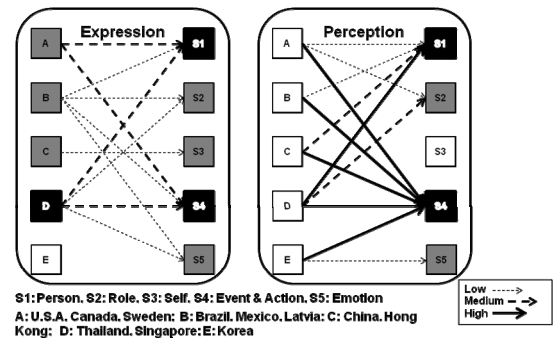 Expression
Perception
A
S1
A
S1
B
S2
B
S2
C
S3
C
S3
D
S4
D
S4
E
S5
E
S5
S1: Person, S2: Role, S3: Self, S4: Event & Action, S5: Emotion
A: U.S.A, Canada, Sweden; B: Brazil, Mexico, Latvia: C: China, Hong
Kong: D: Thailand, Singapore: E: Korea
Low
Medium
High